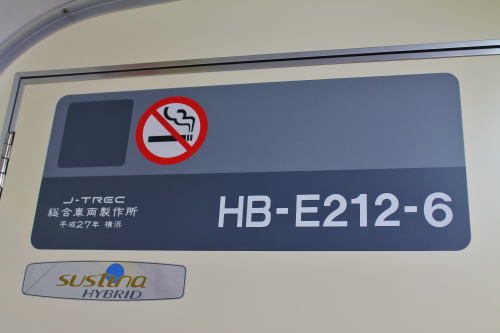 J-TREC
総合車両製作所
平成27年 横浜
HB-E212-6
sustina
HYBRID